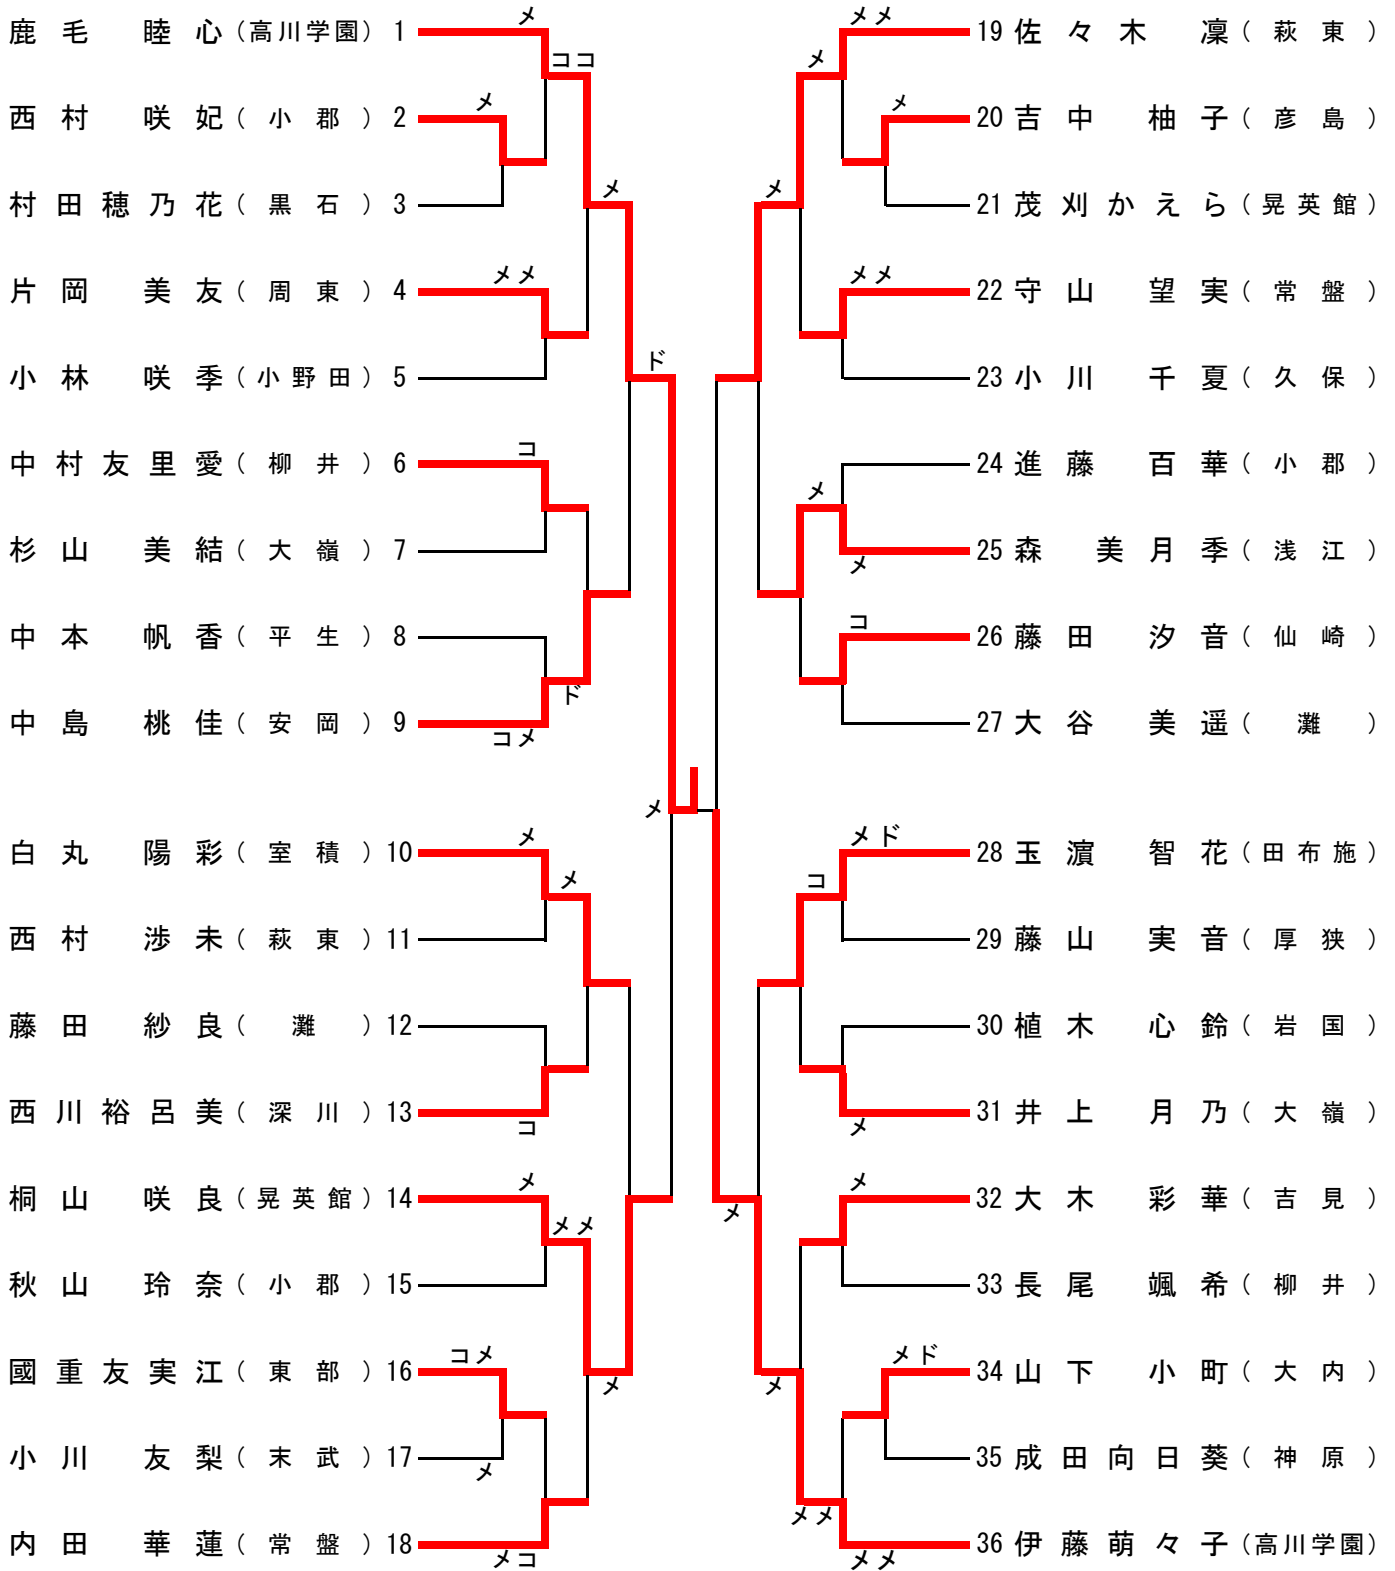 鹿毛 睦心 (高川学園) 1
西村 咲妃 (小郡) 2
村田穂乃花 (黒石) 3
片岡 美友 (周東) 4
小林 咲季 (小野田) 5
中村友里愛 (柳井) 6
杉山 美結 (大嶺) 7
中本 帆香 (平生) 8
中島 桃佳 (安岡) 9
白丸 陽彩 (室積) 10
西村 渉未 (萩東) 11
藤田 紗良 (灘) 12
西川裕呂美 (深川) 13
桐山 咲良 (晃英館) 14
秋山 玲奈 (小郡) 15
國重友実江 (東部) 16
小川 友梨 (末武) 17
内田 華蓮 (常盤) 18
メ
ココ
メ
メ
メメ
ド
コ
ド
コメ
メ
メ
メ
コ
メ
メメ
コメ
メ
メ
メコ
メメ
メ
メ
メ
メメ
メ
メ
コ
メド
コ
メ
メ
メ
メド
メ
メメ
メメ
19 佐々木 凜 (萩東)
20 吉中 柚子 (彦島)
21 茂刈かえら (晃英館)
22 守山 望実 (常盤)
23 小川 千夏 (久保)
24 進藤 百華 (小郡)
25 森 美月季 (浅江)
26 藤田 汐音 (仙崎)
27 大谷 美遥 (灘)
28 玉濵 智花 (田布施)
29 藤山 実音 (厚狭)
30 植木 心鈴 (岩国)
31 井上 月乃 (大嶺)
32 大木 彩華 (吉見)
33 長尾 颯希 (柳井)
34 山下 小町 (大内)
35 成田向日葵 (神原)
36 伊藤萌々子 (高川学園)